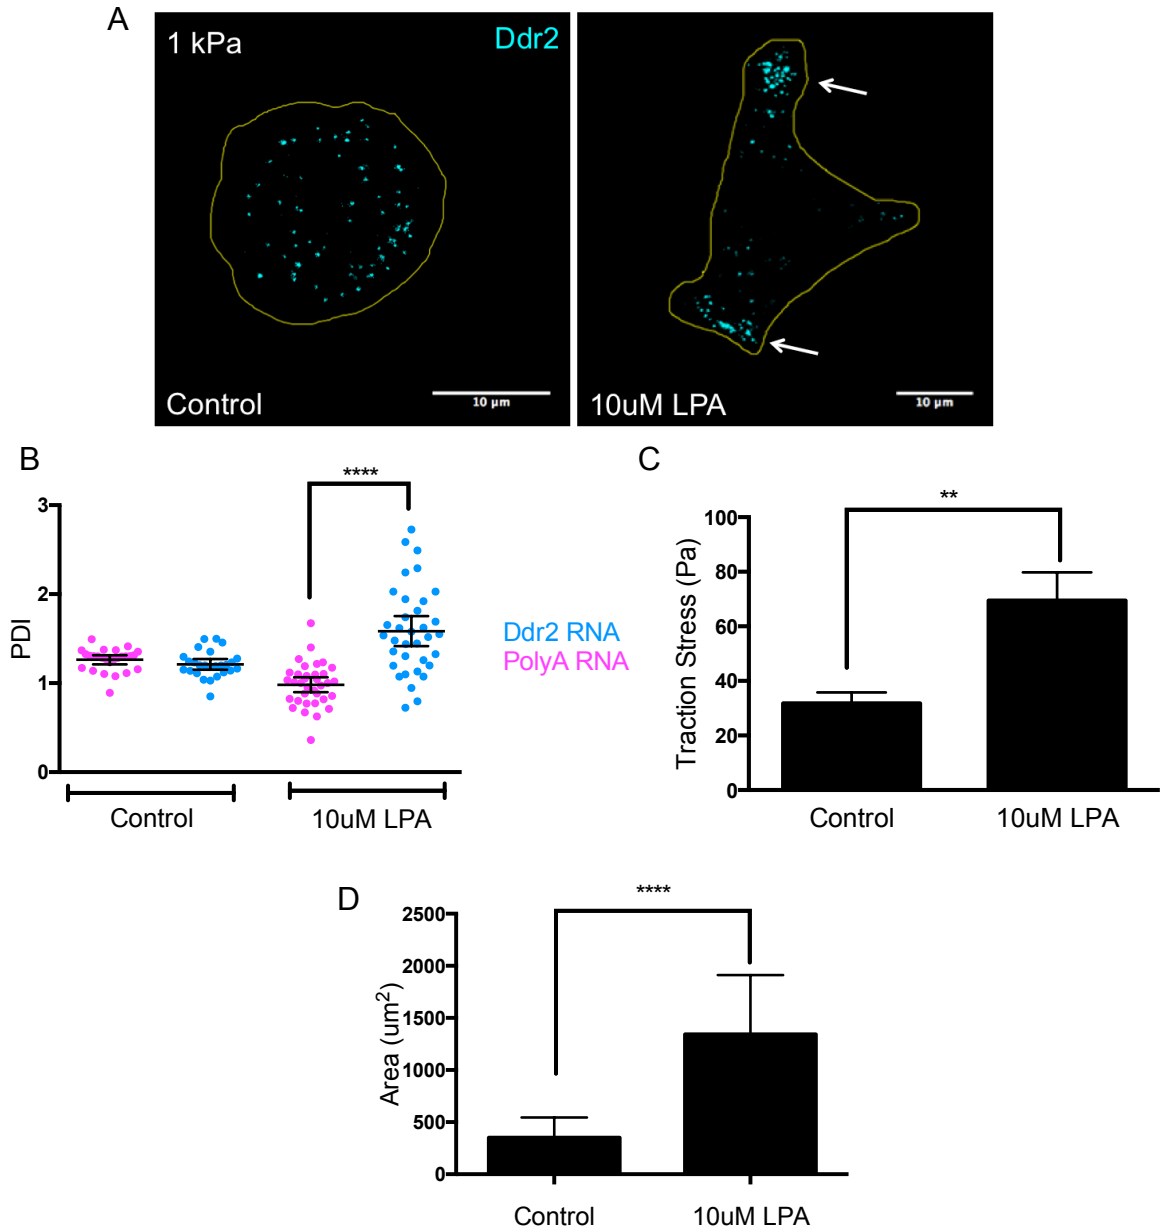 A
1 kPa
Ddr2
Control
10 µm
10uM LPA
10 µm
B
****
3
2
1
0
PDI
Control
10uM LPA
Ddr2 RNA
PolyA RNA
C
**
100
80
60
40
20
0
Traction Stress (Pa)
Control
10uM LPA
D
****
2500
2000
1500
1000
500
0
Area (um²)
Control
10uM LPA